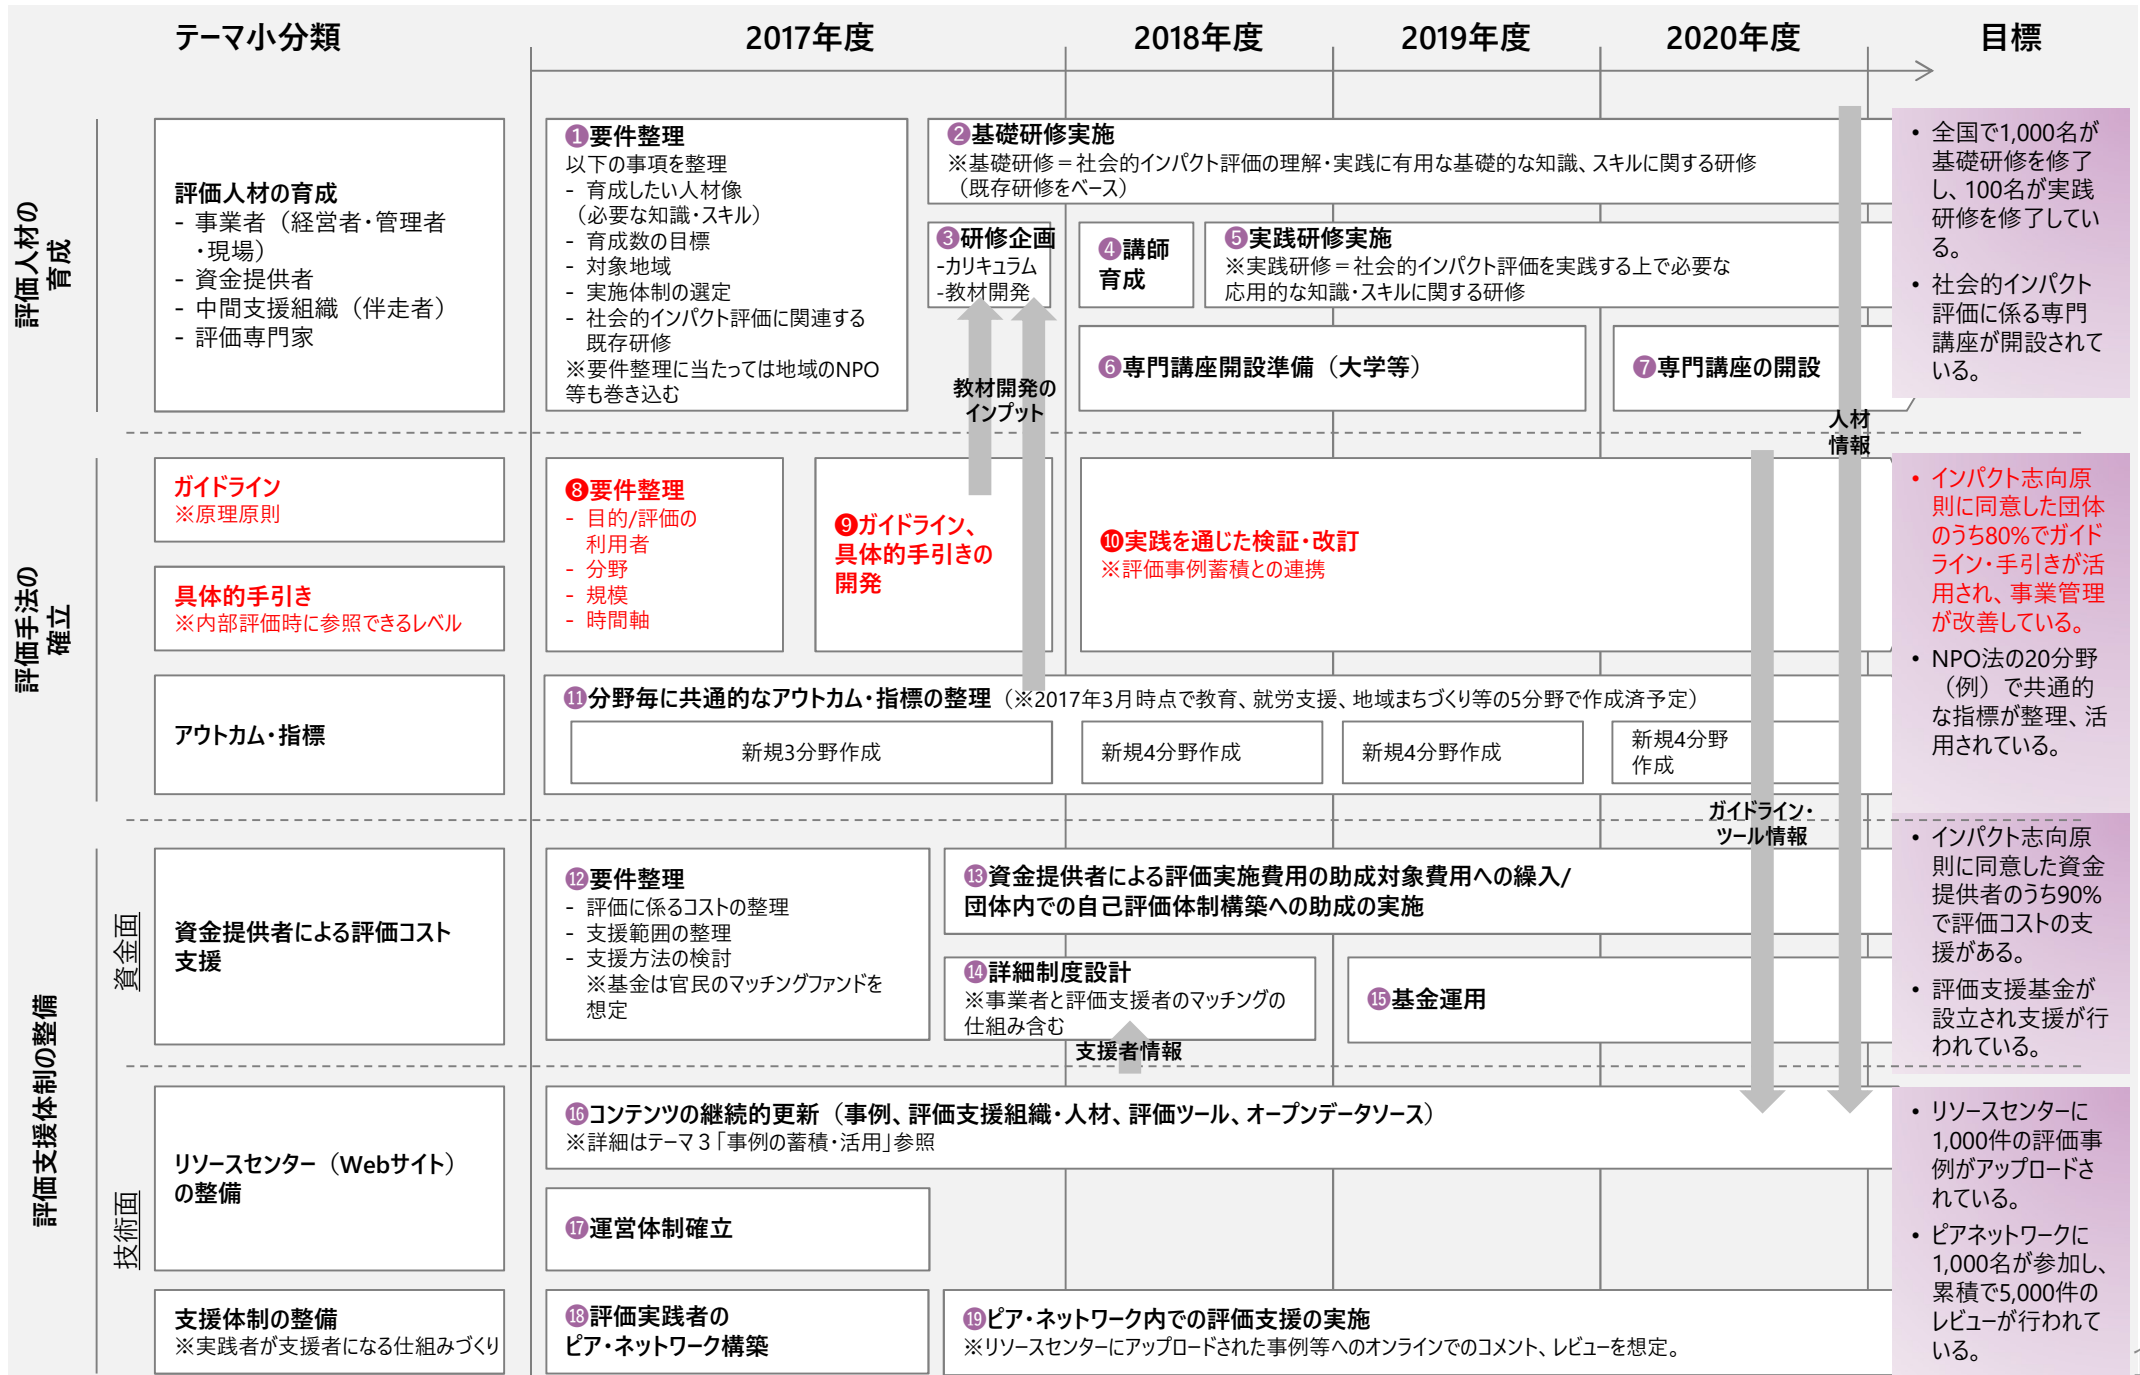 テーマ小分類
2017年度
2018年度
2019年度
2020年度
目標
評価人材の
育成
評価人材の育成
- 事業者（経営者・管理者
・現場）
- 資金提供者
- 中間支援組織（伴走者）
- 評価専門家
❶要件整理
以下の事項を整理
- 育成したい人材像
（必要な知識・スキル）
- 育成数の目標
- 対象地域
- 実施体制の選定
- 社会的インパクト評価に関連する
既存研修
※要件整理に当たっては地域のNPO
等も巻き込む
❷基礎研修実施
※基礎研修＝社会的インパクト評価の理解・実践に有用な基礎的な知識、スキルに関する研修
（既存研修をベース）
❸研修企画
-カリキュラム
-教材開発
❹講師
育成
❺実践研修実施
※実践研修＝社会的インパクト評価を実践する上で必要な
応用的な知識・スキルに関する研修
❻専門講座開設準備（大学等）
❼専門講座の開設
教材開発の
インプット
人材
情報
• 全国で1,000名が
基礎研修を修了
し、100名が実践
研修を修了してい
る。
• 社会的インパクト
評価に係る専門
講座が開設されて
いる。
評価手法の
確立
ガイドライン
※原理原則
具体的手引き
※内部評価時に参照できるレベル
アウトカム・指標
❽要件整理
- 目的/評価の
利用者
- 分野
- 規模
- 時間軸
❾ガイドライン、
具体的手引きの
開発
❿実践を通じた検証・改訂
※評価事例蓄積との連携
⓫分野毎に共通的なアウトカム・指標の整理（※2017年3月時点で教育、就労支援、地域まちづくり等の5分野で作成済予定）
新規3分野作成
新規4分野作成
新規4分野作成
新規4分野
作成
ガイドライン・
ツール情報
• インパクト志向原
則に同意した団体
のうち80%でガイド
ライン・手引きが活
用され、事業管理
が改善している。
• NPO法の20分野
（例）で共通的
な指標が整理、活
用されている。
評価支援体制の整備
資金面
資金提供者による評価コスト
支援
⓬要件整理
- 評価に係るコストの整理
- 支援範囲の整理
- 支援方法の検討
※基金は官民のマッチングファンドを
想定
⓭資金提供者による評価実施費用の助成対象費用への繰入/
団体内での自己評価体制構築への助成の実施
⓮詳細制度設計
※事業者と評価支援者のマッチングの
仕組み含む
⓯基金運用
支援者情報
• インパクト志向原
則に同意した資金
提供者のうち90%
で評価コストの支
援がある。
• 評価支援基金が
設立され支援が行
われている。
技術面
リソースセンター（Webサイト）
の整備
支援体制の整備
※実践者が支援者になる仕組みづくり
⓰コンテンツの継続的更新（事例、評価支援組織・人材、評価ツール、オープンデータソース）
※詳細はテーマ３「事例の蓄積・活用」参照
⓱運営体制確立
⓲評価実践者の
ピア・ネットワーク構築
⓳ピア・ネットワーク内での評価支援の実施
※リソースセンターにアップロードされた事例等へのオンラインでのコメント、レビューを想定。
• リソースセンターに
1,000件の評価事
例がアップロードさ
れている。
• ピアネットワークに
1,000名が参加し、
累積で5,000件の
レビューが行われて
いる。